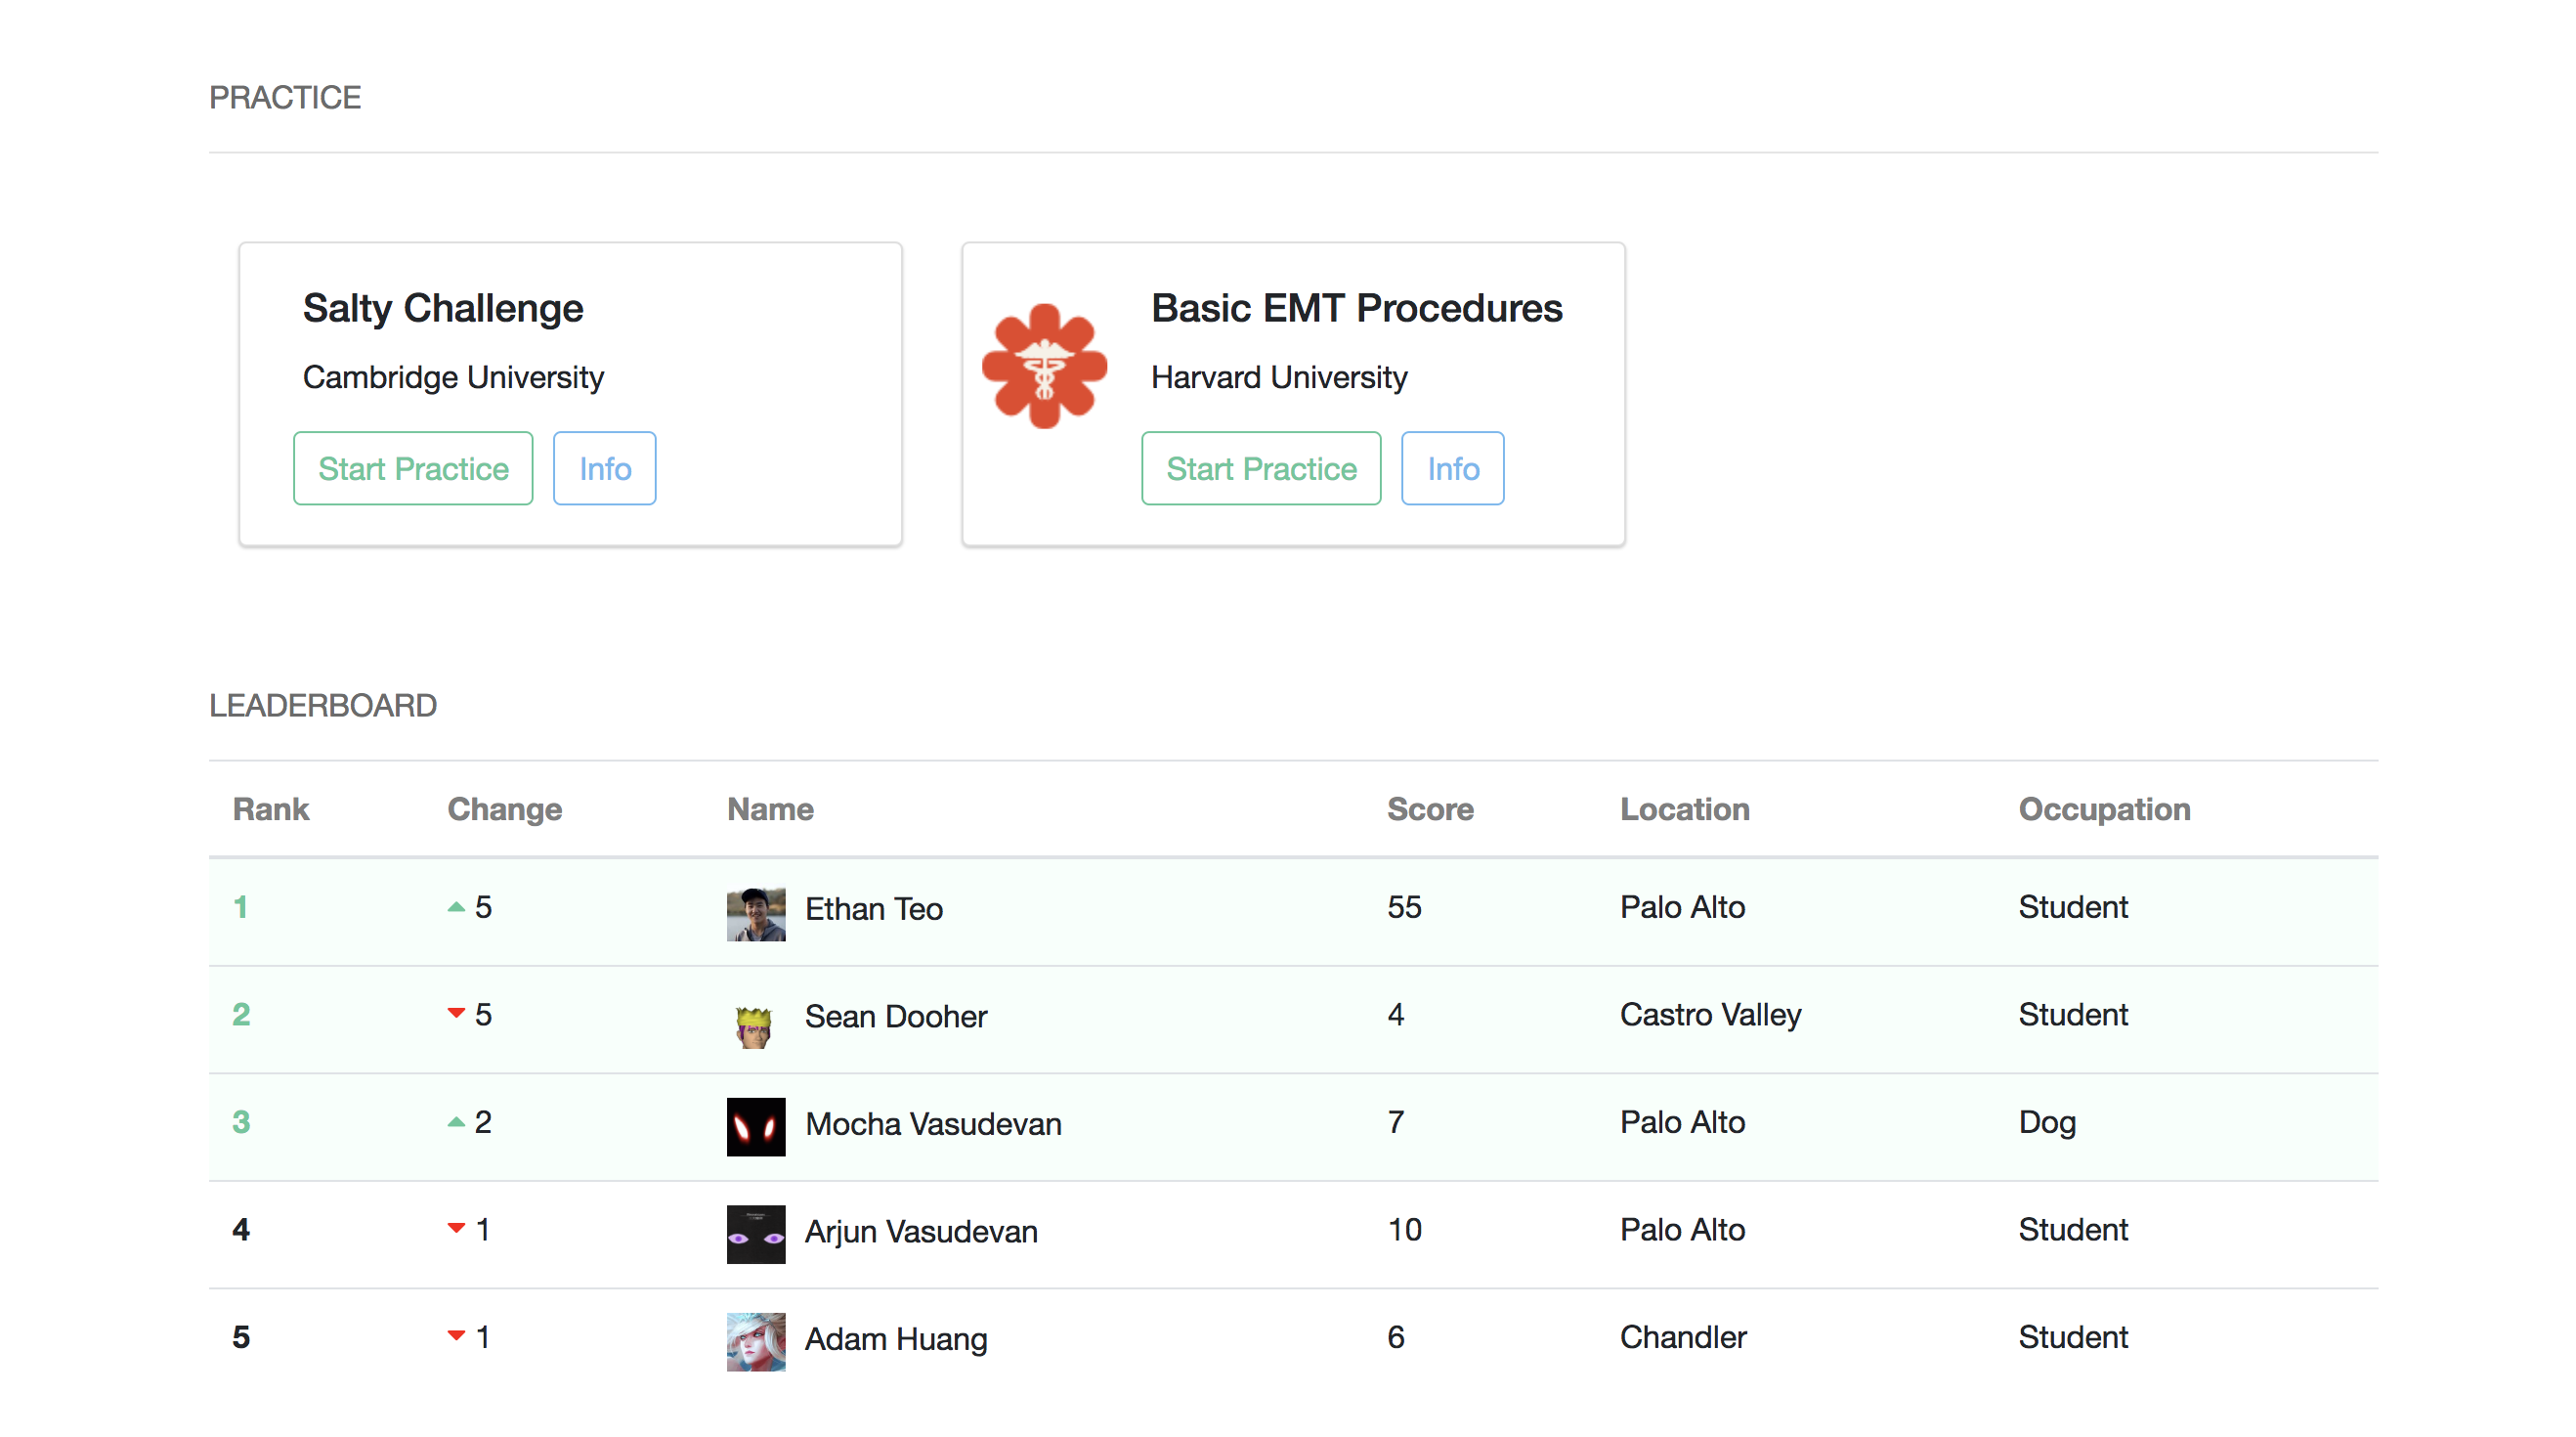 PRACTICE
Salty Challenge
Cambridge University
Start Practice Info
Basic EMT Procedures
Harvard University
Start Practice Info
LEADERBOARD
Rank Change Name Score Location Occupation
1 5 Ethan Teo 55 Palo Alto Student
2 5 Sean Dooher 4 Castro Valley Student
3 2 Mocha Vasudevan 7 Palo Alto Dog
4 1 Arjun Vasudevan 10 Palo Alto Student
5 1 Adam Huang 6 Chandler Student